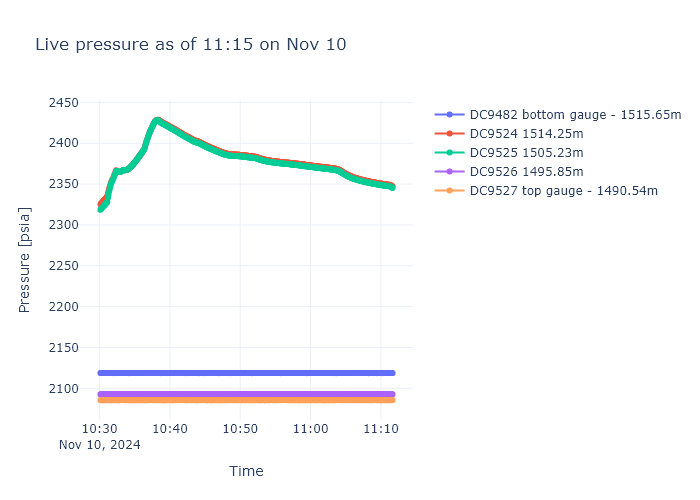 Live pressure as of 11:15 on Nov 10
2450
2400
2350
2300
2250
2200
2150
2100
Pressure [psia]
10:30
10:40
10:50
11:00
11:10
Nov 10, 2024
Time
DC9482 bottom gauge - 1515.65m
DC9524 1514.25m
DC9525 1505.23m
DC9526 1495.85m
DC9527 top gauge - 1490.54m